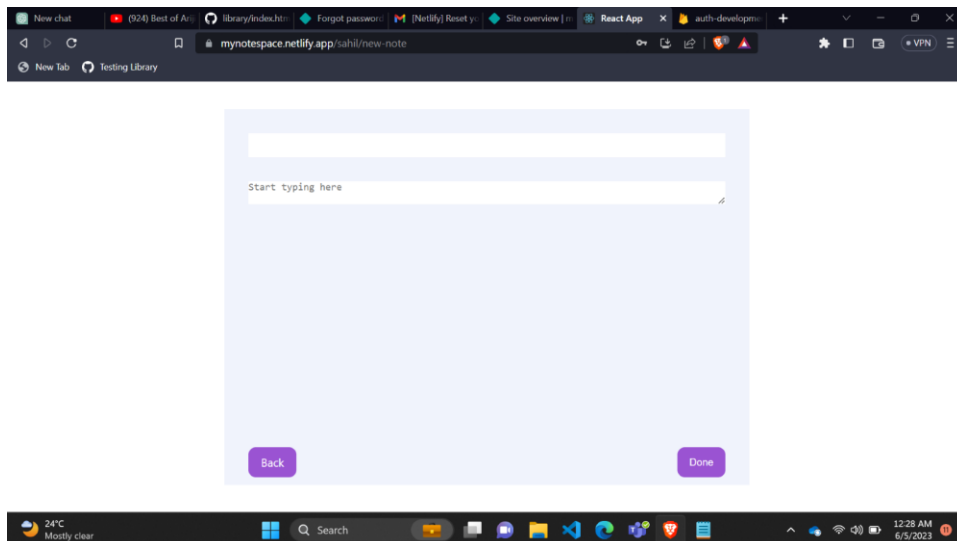 New chat
(924) Best of Arij
library/index.htm
Forgot password
[Netlify] Reset yo
Site overview | m
React App
auth-developme
mynotespace.netlify.app/sahil/new-note
VPN
New Tab
Testing Library
Start typing here
Back
Done
24°C
Mostly clear
Search
12:28 AM
6/5/2023
11